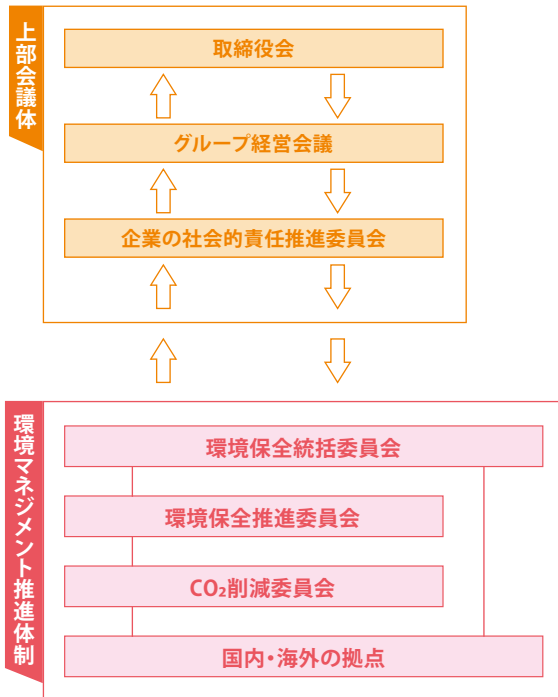 上部会議体
取締役会
グループ経営会議
企業の社会的責任推進委員会
環境マネジメント推進体制
環境保全統括委員会
環境保全推進委員会
CO₂削減委員会
国内・海外の拠点